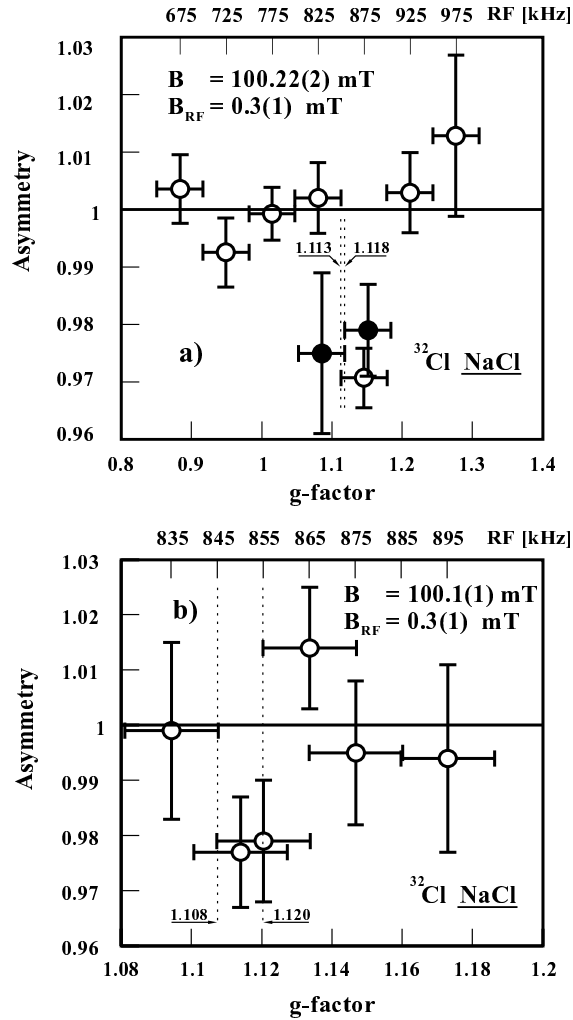 675 725 775 825 875 925 975 RF [kHz]
1.03
1.02
1.01
1
0.99
0.98
0.97
0.96
Asymmetry
B = 100.22(2) mT
B_RF = 0.3(1) mT
1.113 1.118
a)
³²Cl NaCl
0.8 0.9 1 1.1 1.2 1.3 1.4
g-factor
835 845 855 865 875 885 895 RF [kHz]
1.03
1.02
1.01
1
0.99
0.98
0.97
0.96
Asymmetry
b)
B = 100.1(1) mT
B_RF = 0.3(1) mT
³²Cl NaCl
1.108 1.120
1.08 1.1 1.12 1.14 1.16 1.18 1.2
g-factor